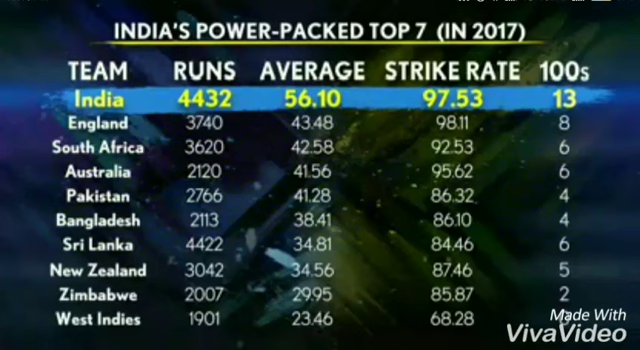 INDIA'S POWER-PACKED TOP 7 (IN 2017)
TEAM RUNS AVERAGE STRIKE RATE 100s
India 4432 56.10 97.53 13
England 3740 43.48 98.11 8
South Africa 3620 42.58 92.53 6
Australia 2120 41.56 95.62 6
Pakistan 2766 41.28 86.32 4
Bangladesh 2113 38.41 86.10 4
Sri Lanka 4422 34.81 84.46 6
New Zealand 3042 34.56 87.46 5
Zimbabwe 2007 29.95 85.87 2
West Indies 1901 23.46 68.28
Made With
VivaVideo